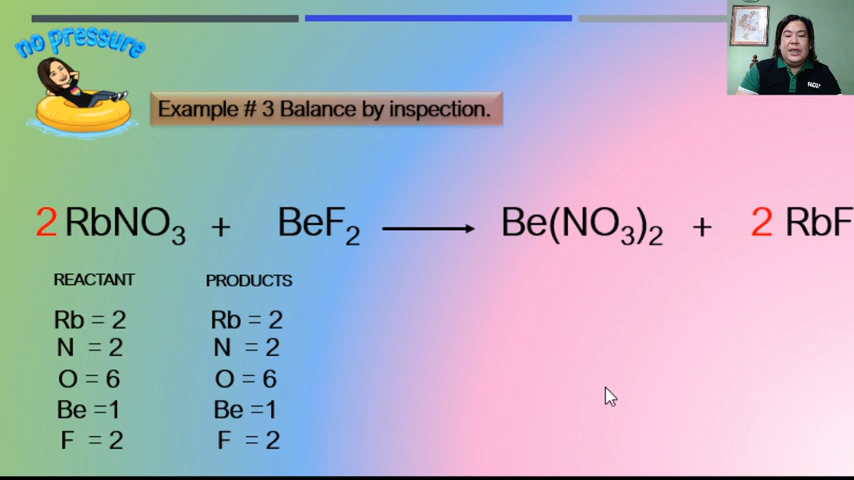 no pressure
Example # 3 Balance by inspection.
2 RbNO₃ + BeF₂ ⟶ Be(NO₃)₂ + 2 RbF
REACTANT PRODUCTS
Rb = 2 Rb = 2
N = 2 N = 2
O = 6 O = 6
Be =1 Be =1
F = 2 F = 2